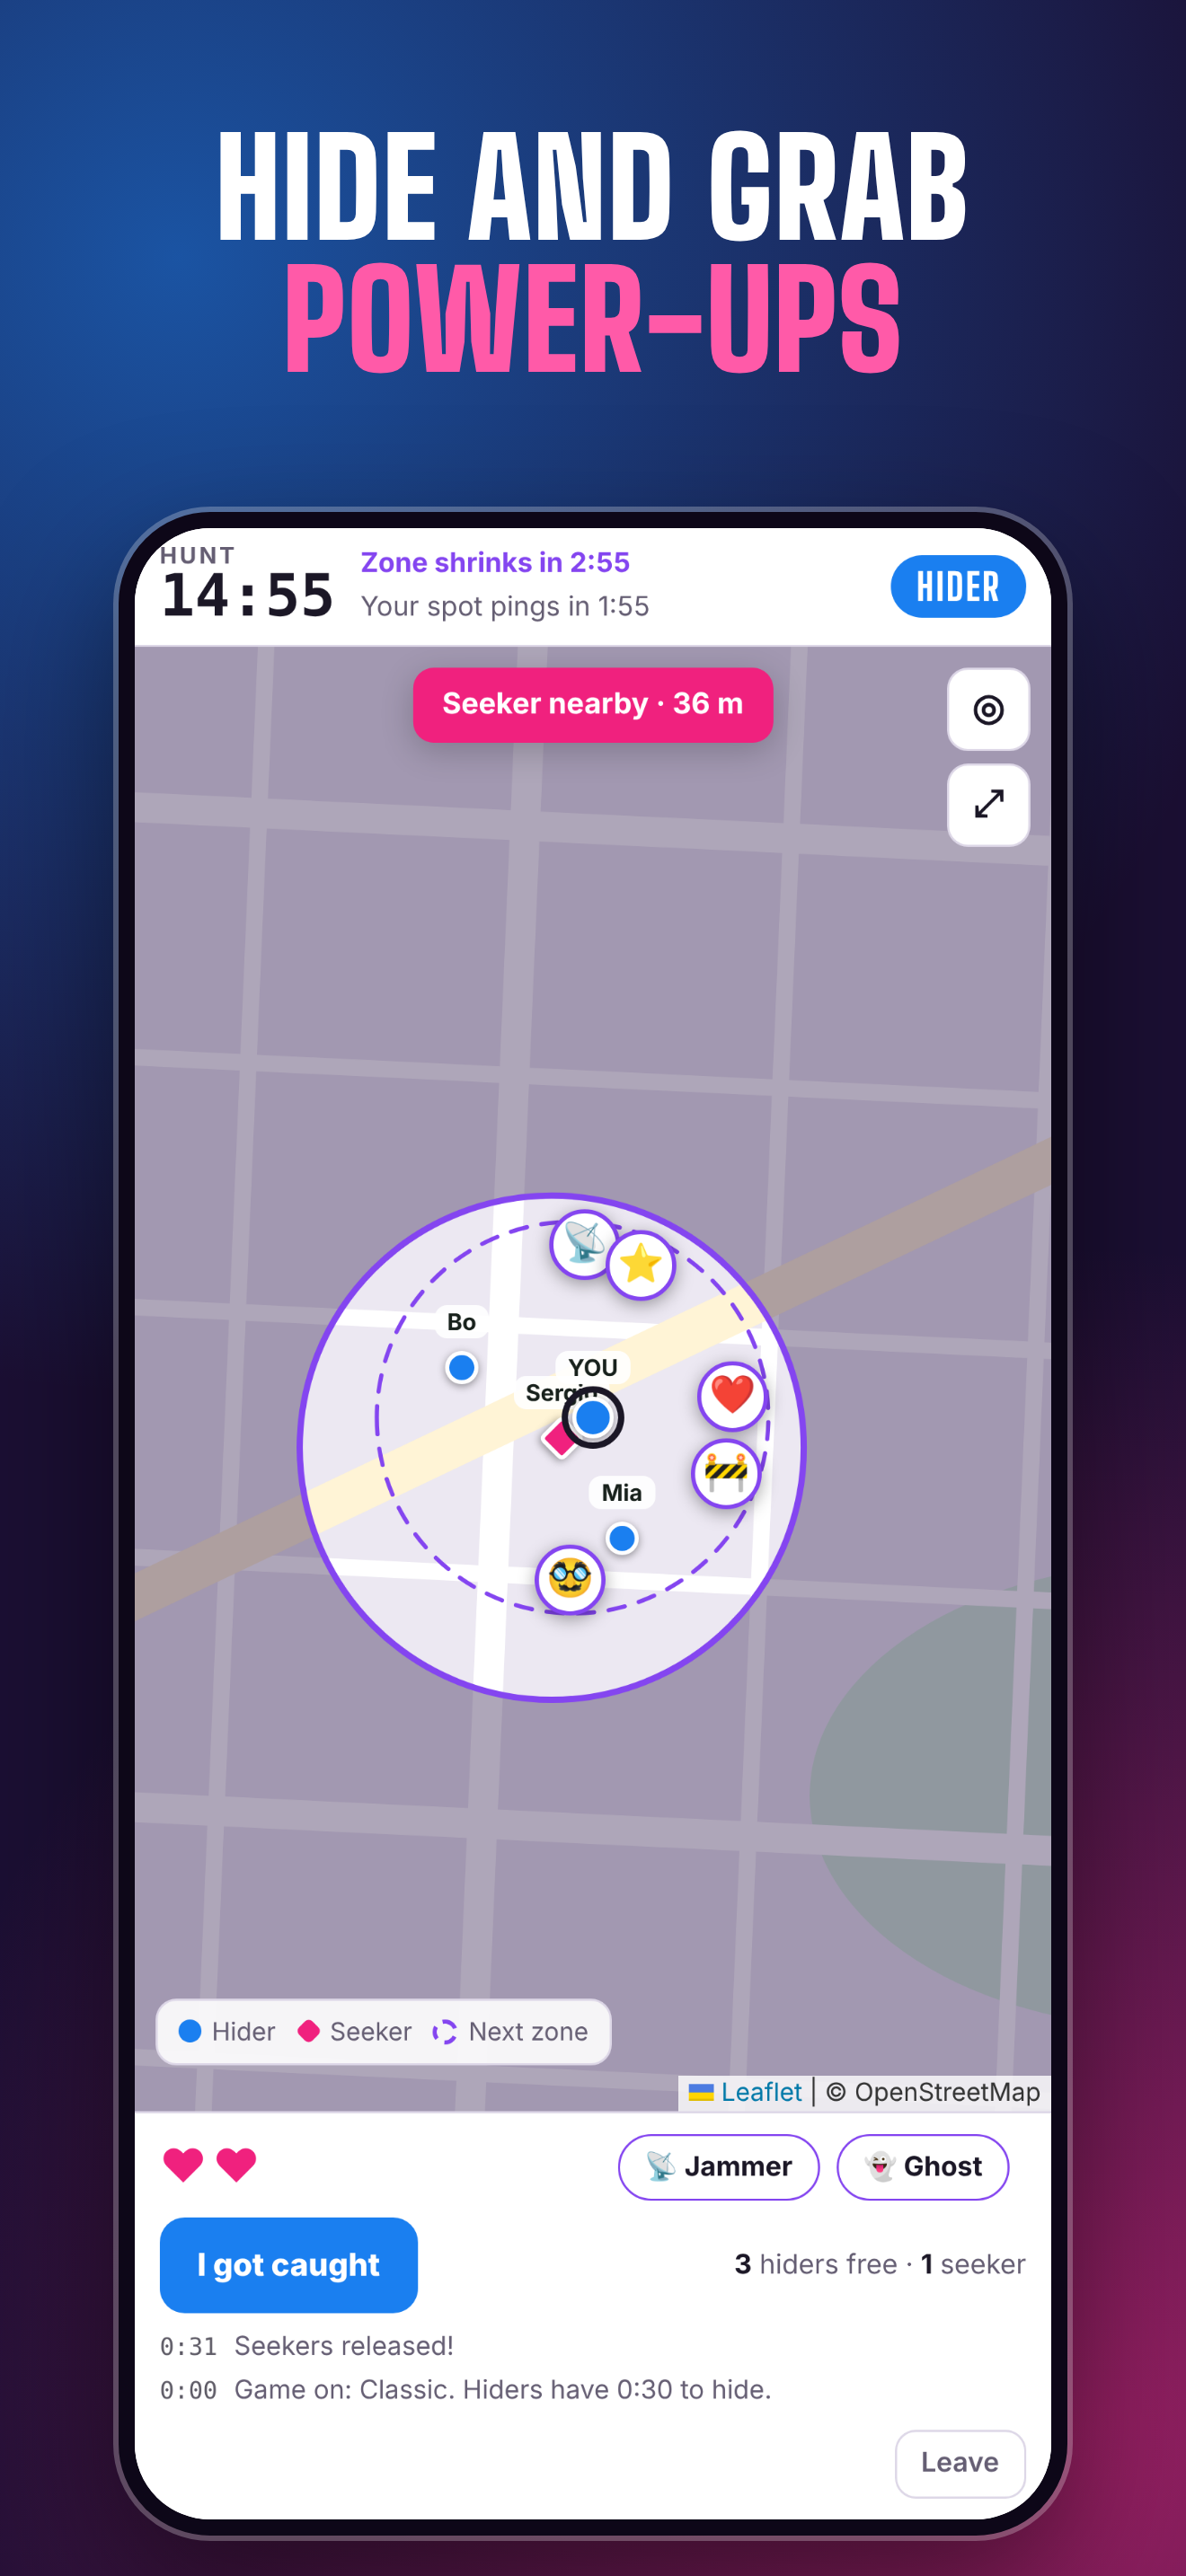 HIDE AND GRAB
POWER-UPS
HUNT
14:55
Zone shrinks in 2:55
Your spot pings in 1:55
HIDER
Seeker nearby · 36 m
Bo
YOU
Mia
Hider
Seeker
Next zone
Leaflet | © OpenStreetMap
📡 Jammer
👻 Ghost
I got caught
3 hiders free · 1 seeker
0:31 Seekers released!
0:00 Game on: Classic. Hiders have 0:30 to hide.
Leave